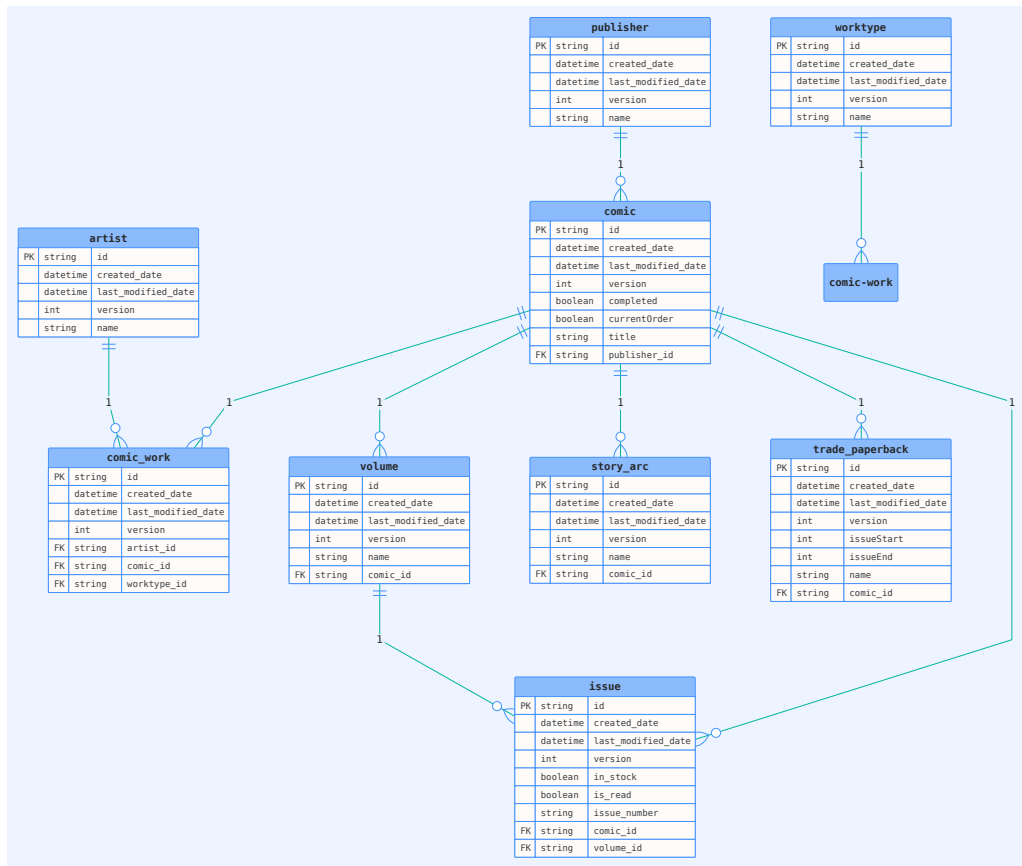 publisher
PK string id
datetime created_date
datetime last_modified_date
int version
string name
worktype
PK string id
datetime created_date
datetime last_modified_date
int version
string name
1
1
comic
PK string id
datetime created_date
datetime last_modified_date
int version
boolean completed
boolean currentOrder
string title
FK string publisher_id
artist
PK string id
datetime created_date
datetime last_modified_date
int version
string name
comic-work
1
1
1
1
1
1
comic_work
PK string id
datetime created_date
datetime last_modified_date
int version
FK string artist_id
FK string comic_id
FK string worktype_id
volume
PK string id
datetime created_date
datetime last_modified_date
int version
string name
FK string comic_id
story_arc
PK string id
datetime created_date
datetime last_modified_date
int version
string name
FK string comic_id
trade_paperback
PK string id
datetime created_date
datetime last_modified_date
int version
int issueStart
int issueEnd
string name
FK string comic_id
1
issue
PK string id
datetime created_date
datetime last_modified_date
int version
boolean in_stock
boolean is_read
string issue_number
FK string comic_id
FK string volume_id